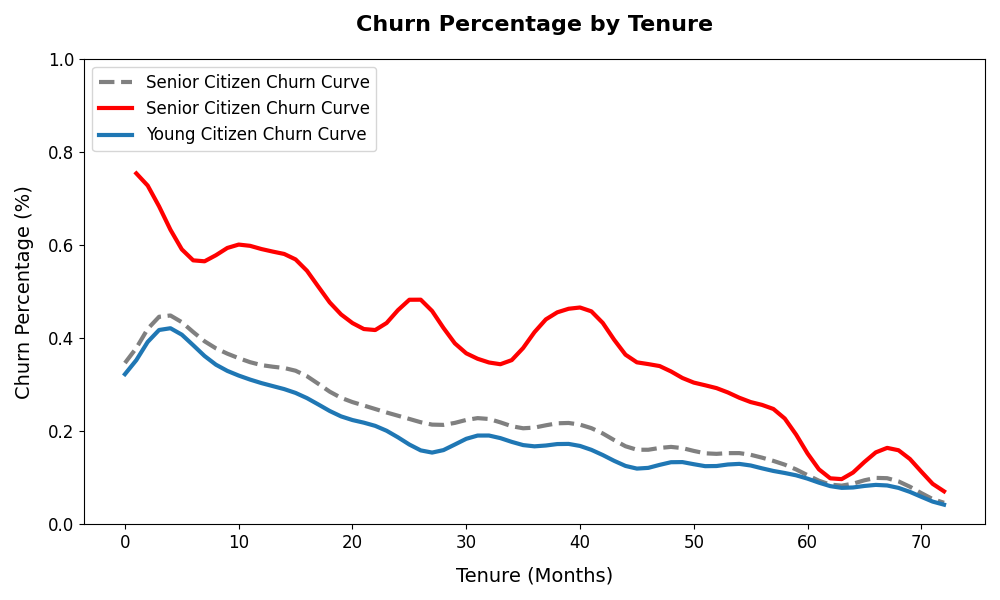 Churn Percentage by Tenure
1.0
Senior Citizen Churn Curve
Senior Citizen Churn Curve
Young Citizen Churn Curve
0.8
0.6
0.4
0.2
0.0
Churn Percentage (%)
0 10 20 30 40 50 60 70
Tenure (Months)